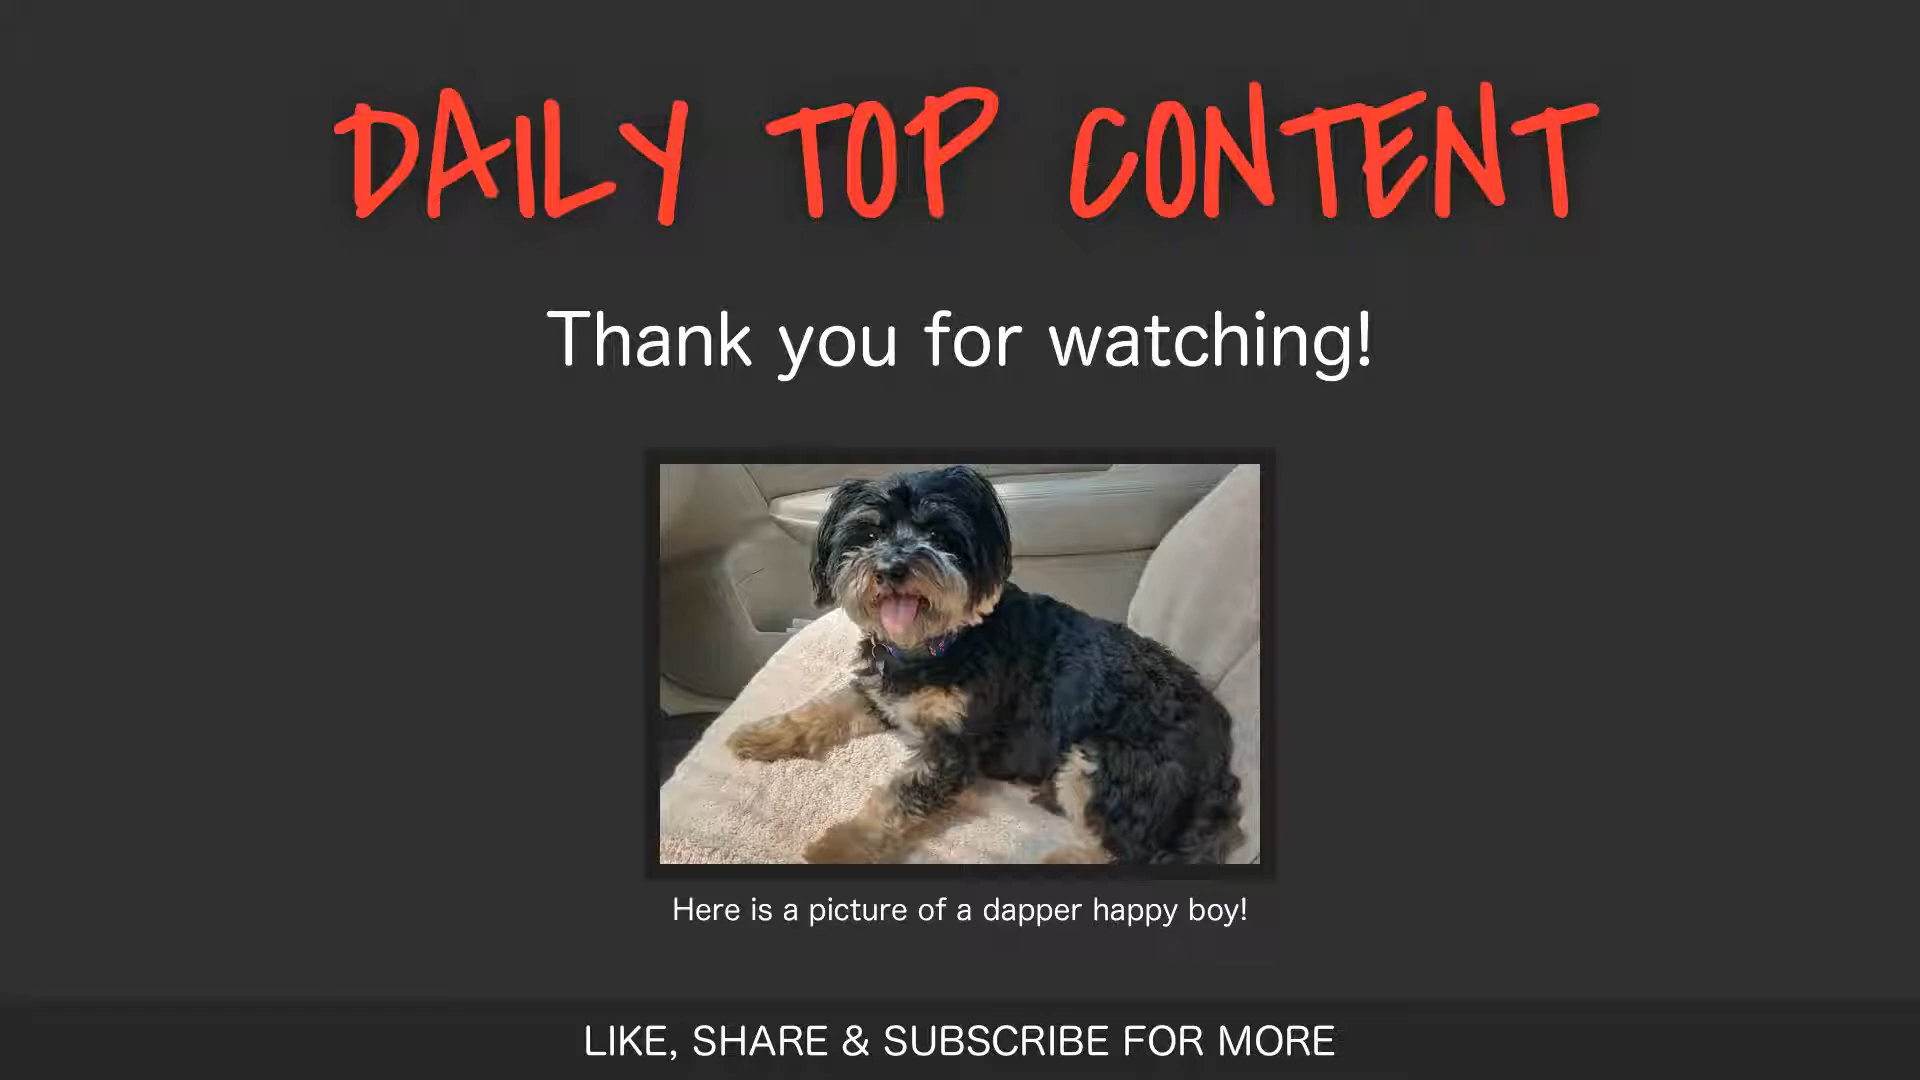 DAILY TOP CONTENT
Thank you for watching!
Here is a picture of a dapper happy boy!
LIKE, SHARE & SUBSCRIBE FOR MORE